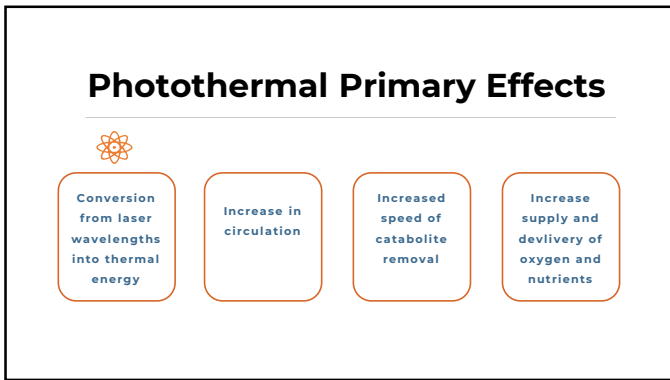 Photothermal Primary Effects
Conversion
from laser
wavelengths
into thermal
energy
Increase in
circulation
Increased
speed of
catabolite
removal
Increase
supply and
devlivery of
oxygen and
nutrients